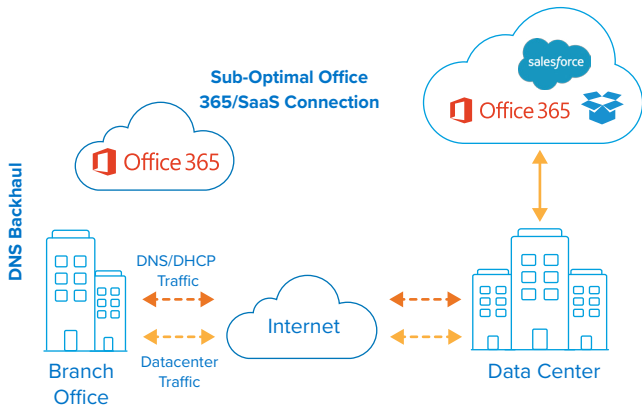 salesforce
Sub-Optimal Office
365/SaaS Connection
Office 365
Office 365
DNS Backhaul
DNS/DHCP
Traffic
Internet
Datacenter
Traffic
Branch
Office
Data Center